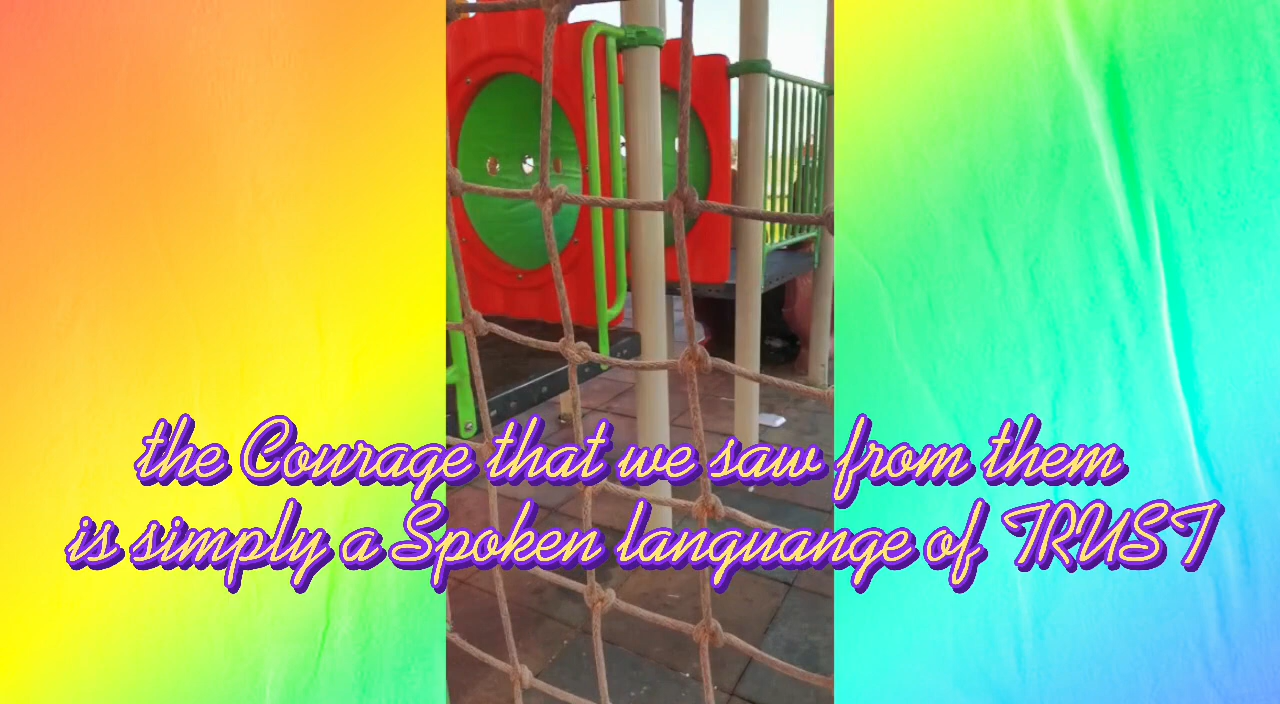 the Courage that we saw from them
is simply a Spoken languange of TRUST